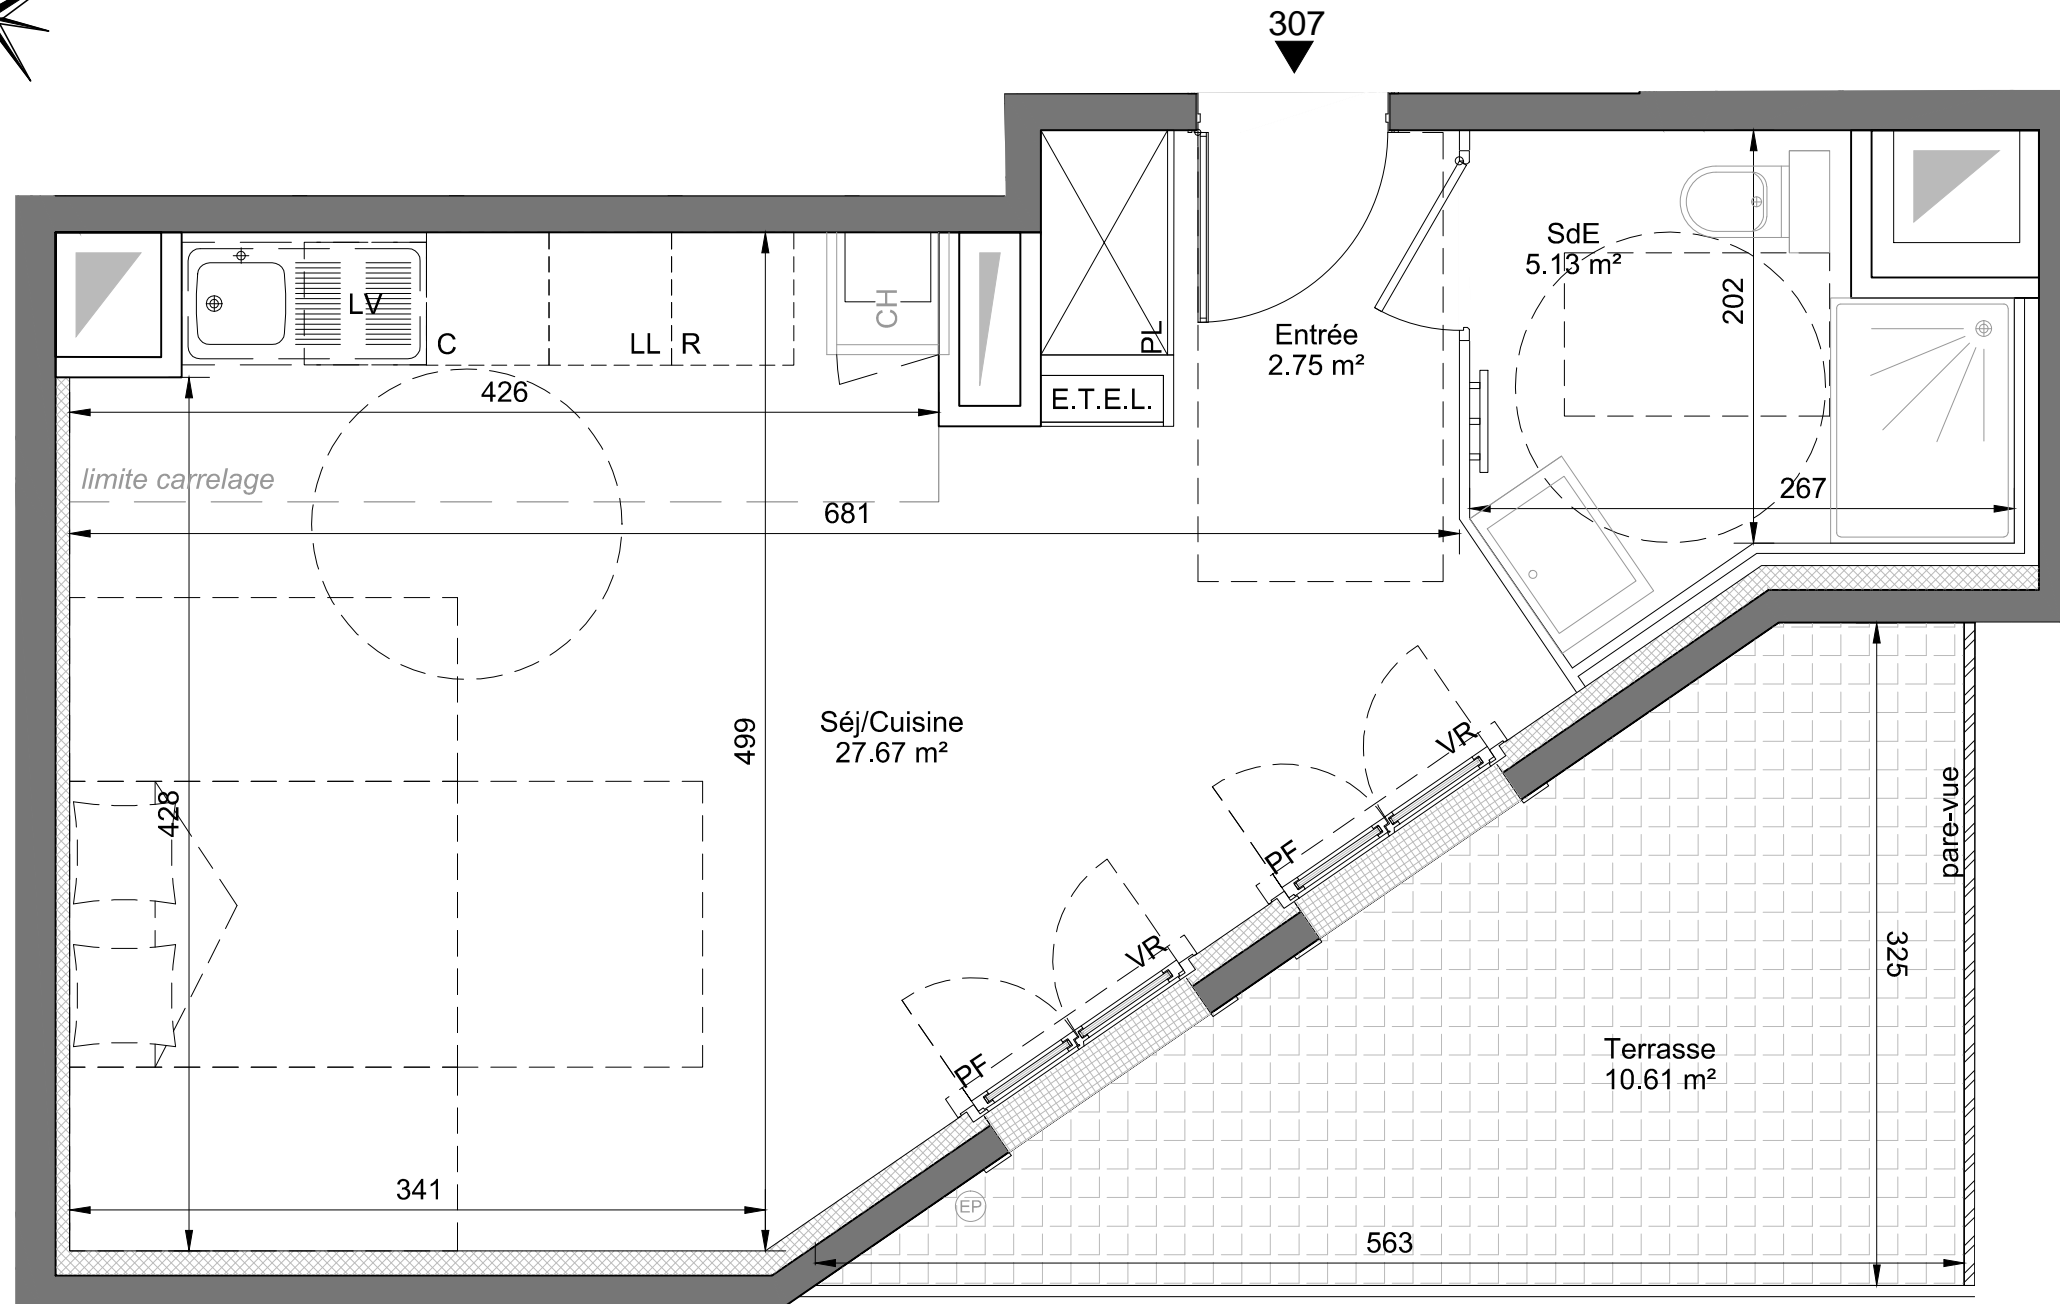 307
SdE
5.13 m²
202
LV
C
LL
R
CH
PL
Entrée
2.75 m²
E.T.E.L.
426
limite carrelage
267
681
Séj/Cuisine
27.67 m²
499
428
VR
PF
VR
PF
pare-vue
325
Terrasse
10.61 m²
341
EP
563